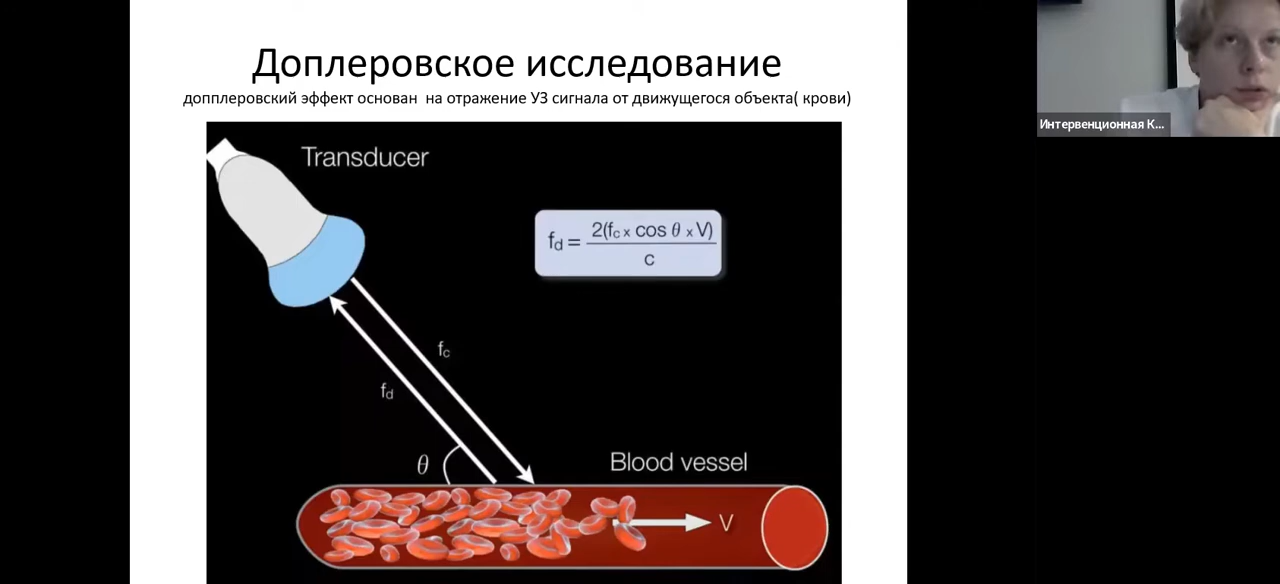 Доплеровское исследование
допплеровский эффект основан на отражение УЗ сигнала от движущегося объекта( крови)
Интервенционная К...
Transducer
fd = 2(fc x cos θ x V)
c
fc
fd
θ
Blood vessel
V